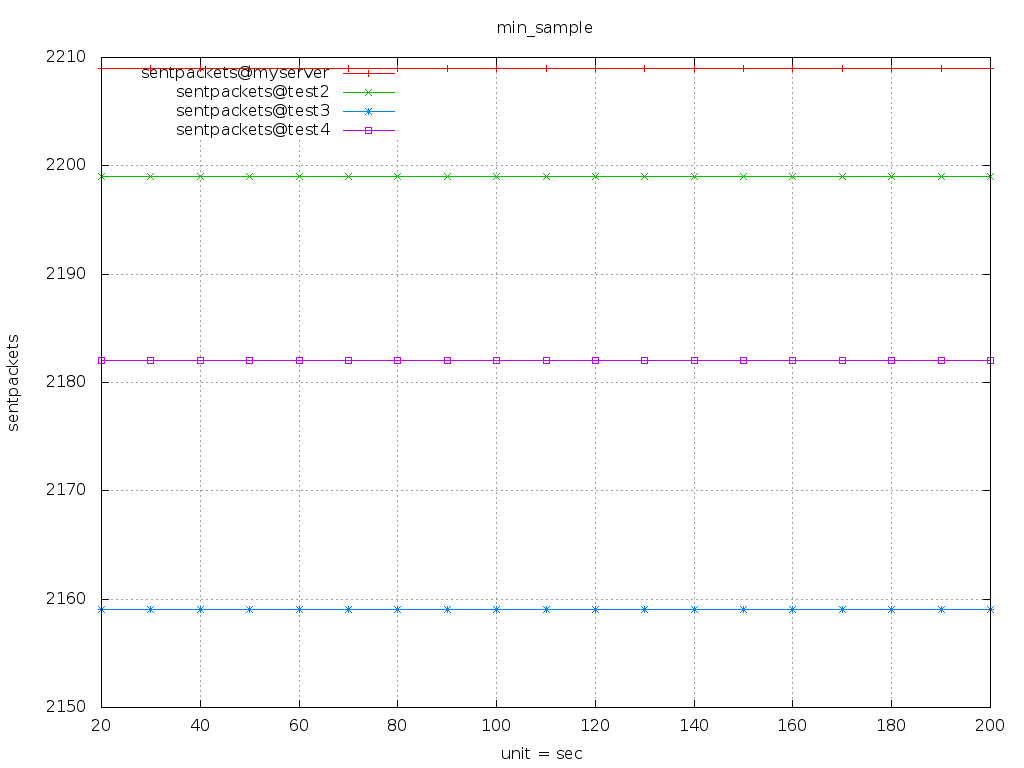 min_sample
2210
sentpackets@myserver
sentpackets@test2
sentpackets@test3
sentpackets@test4
2200
2190
2180
2170
2160
2150
sentpackets
20 40 60 80 100 120 140 160 180 200
unit = sec